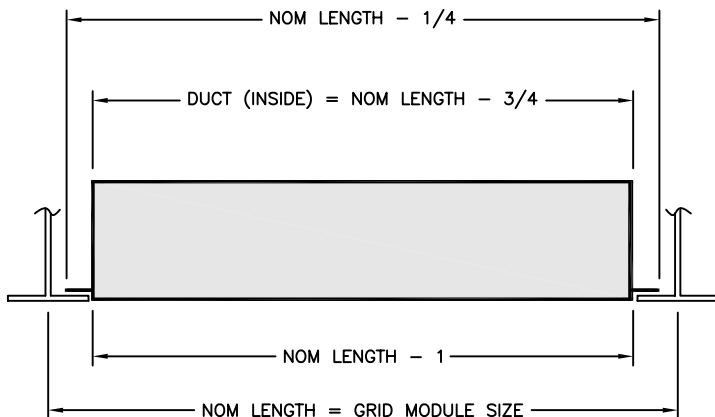 NOM LENGTH - 1/4
DUCT (INSIDE) = NOM LENGTH - 3/4
NOM LENGTH - 1
NOM LENGTH = GRID MODULE SIZE